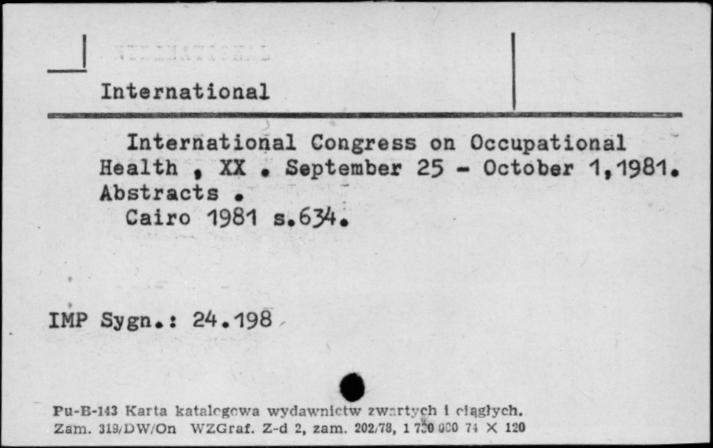 International
International Congress on Occupational
Health , XX . September 25 - October 1,1981.
Abstracts .
Cairo 1981 s.634.
IMP Sygn.: 24.198
Pu-B-143 Karta katalogowa wydawnictw zwartych i ciągłych.
Zam. 319/DW/On WZGraf. Z-d 2, zam. 202/78, 1 750 000 74 X 120